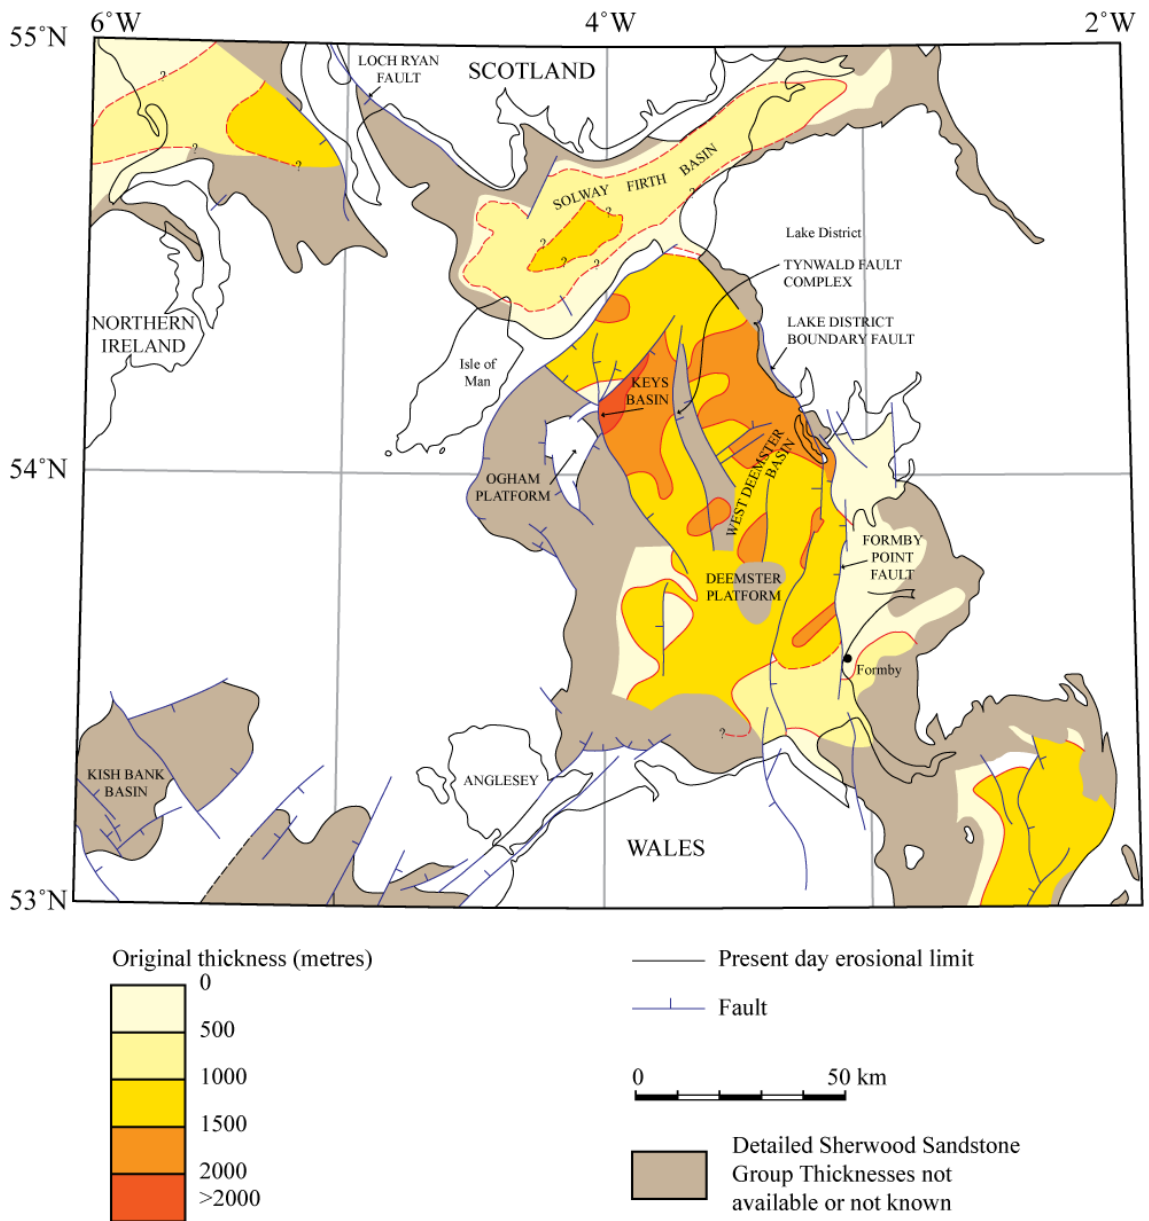 6°W
4°W
2°W
55°N
LOCH RYAN
FAULT
SCOTLAND
?
?
?
SOLWAY FIRTH BASIN
?
?
?
?
?
Lake District
TYNWALD FAULT
COMPLEX
NORTHERN
IRELAND
LAKE DISTRICT
BOUNDARY FAULT
Isle of
Man
KEYS
BASIN
54°N
OGHAM
PLATFORM
WEST DEEMSTER
BASIN
FORMBY
POINT
FAULT
DEEMSTER
PLATFORM
Formby
?
KISH BANK
BASIN
ANGLESEY
WALES
53°N
Original thickness (metres)
0
500
1000
1500
2000
>2000
Present day erosional limit
Fault
0 50 km
Detailed Sherwood Sandstone
Group Thicknesses not
available or not known